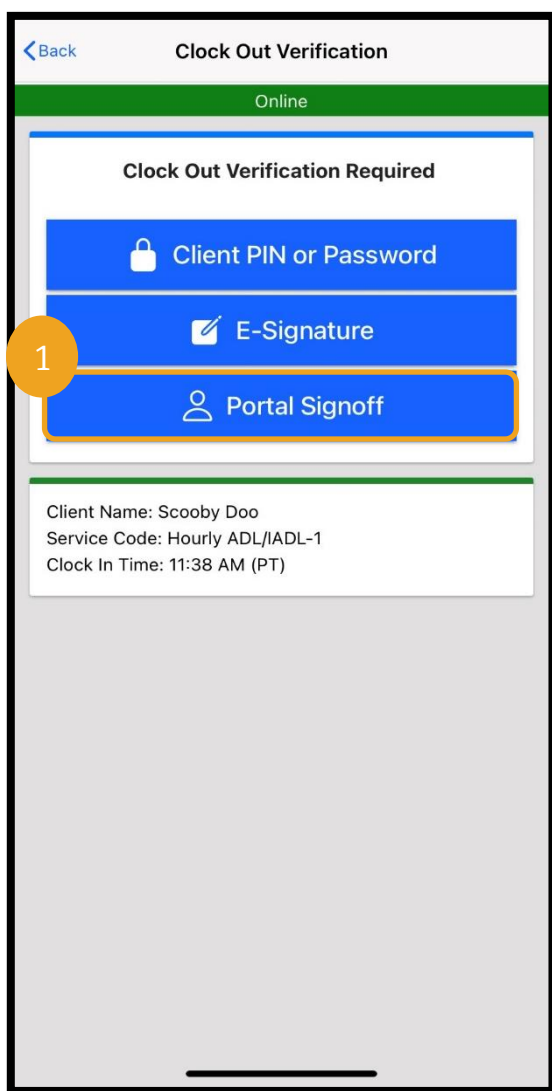 Back
Clock Out Verification
Online
Clock Out Verification Required
Client PIN or Password
E-Signature
1
Portal Signoff
Client Name: Scooby Doo
Service Code: Hourly ADL/IADL-1
Clock In Time: 11:38 AM (PT)